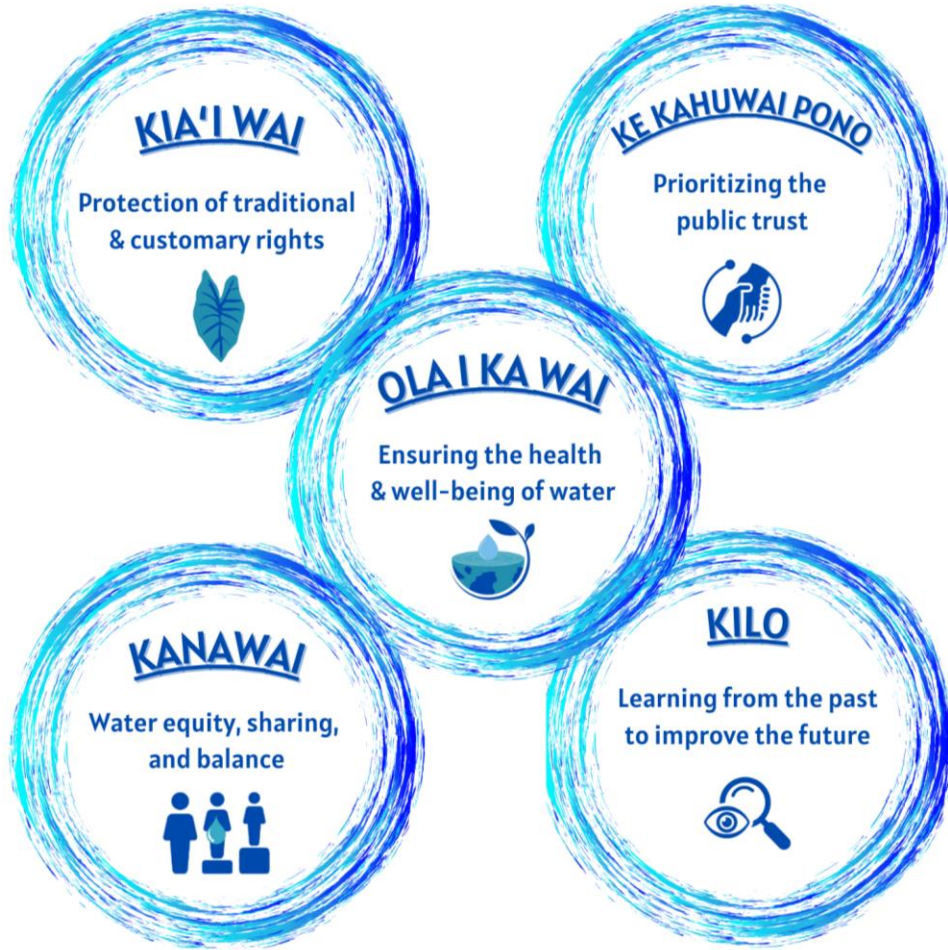 KIAʻI WAI
Protection of traditional
& customary rights
KE KAHUWAI PONO
Prioritizing the
public trust
OLA I KA WAI
Ensuring the health
& well-being of water
KANAWAI
Water equity, sharing,
and balance
KILO
Learning from the past
to improve the future